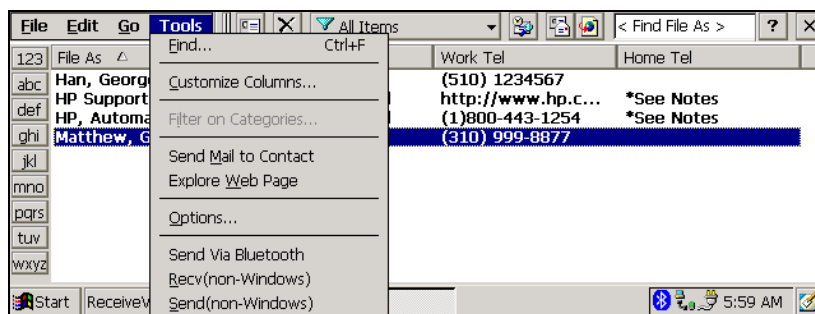 File Edit Go Tools All Items < Find File As > ?
Find... Ctrl+F
Customize Columns...
Filter on Categories...
Send Mail to Contact
Explore Web Page
Options...
Send Via Bluetooth
Recv(non-Windows)
Send(non-Windows)
123 File As Work Tel Home Tel
abc
def
ghi
jkl
mno
pqrs
tuv
wxyz
Han, Georg (510) 1234567
HP Support http://www.hp.c... *See Notes
HP, Automa (1)800-443-1254 *See Notes
Matthew, G (310) 999-8877
Start ReceiveV 5:59 AM